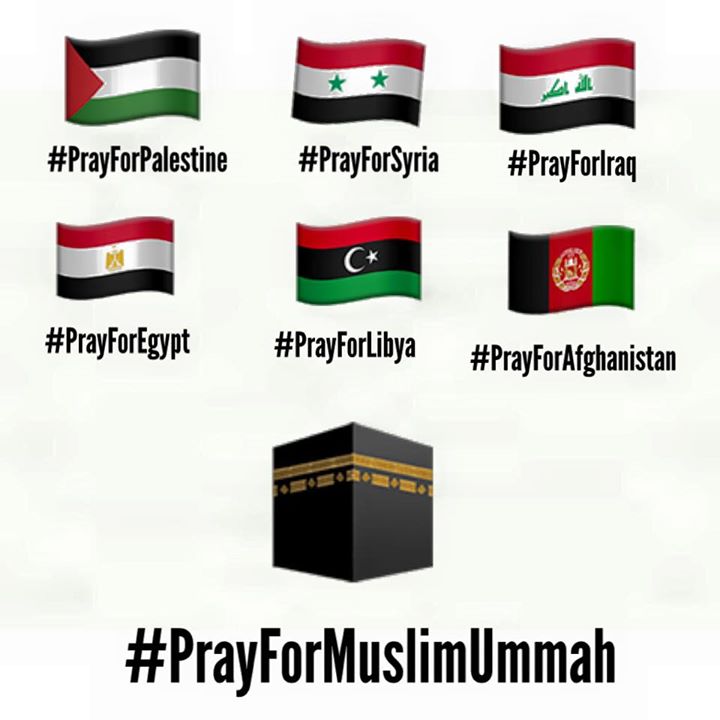 #PrayForPalestine
#PrayForSyria
#PrayForIraq
#PrayForEgypt
#PrayForLibya
#PrayForAfghanistan
#PrayForMuslimUmmah